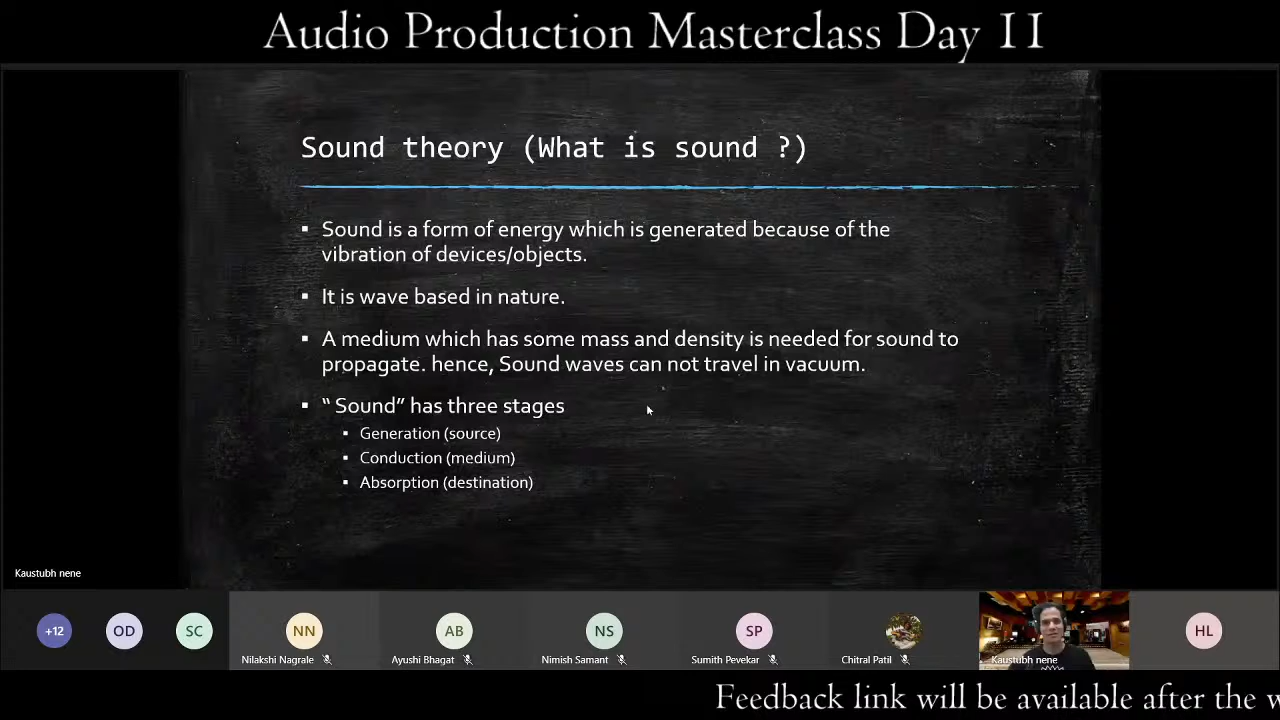 Audio Production Masterclass Day II
Sound theory (What is sound ?)
▪ Sound is a form of energy which is generated because of the
vibration of devices/objects.
▪ It is wave based in nature.
▪ A medium which has some mass and density is needed for sound to
propagate. hence, Sound waves can not travel in vacuum.
▪ “ Sound” has three stages
▪ Generation (source)
▪ Conduction (medium)
▪ Absorption (destination)
Kaustubh nene
+12 OD SC NN AB NS SP HL
Nilakshi Nagrale Ayushi Bhagat Nimish Samant Sumith Pevekar Chitral Patil Kaustubh nene
Feedback link will be available after the